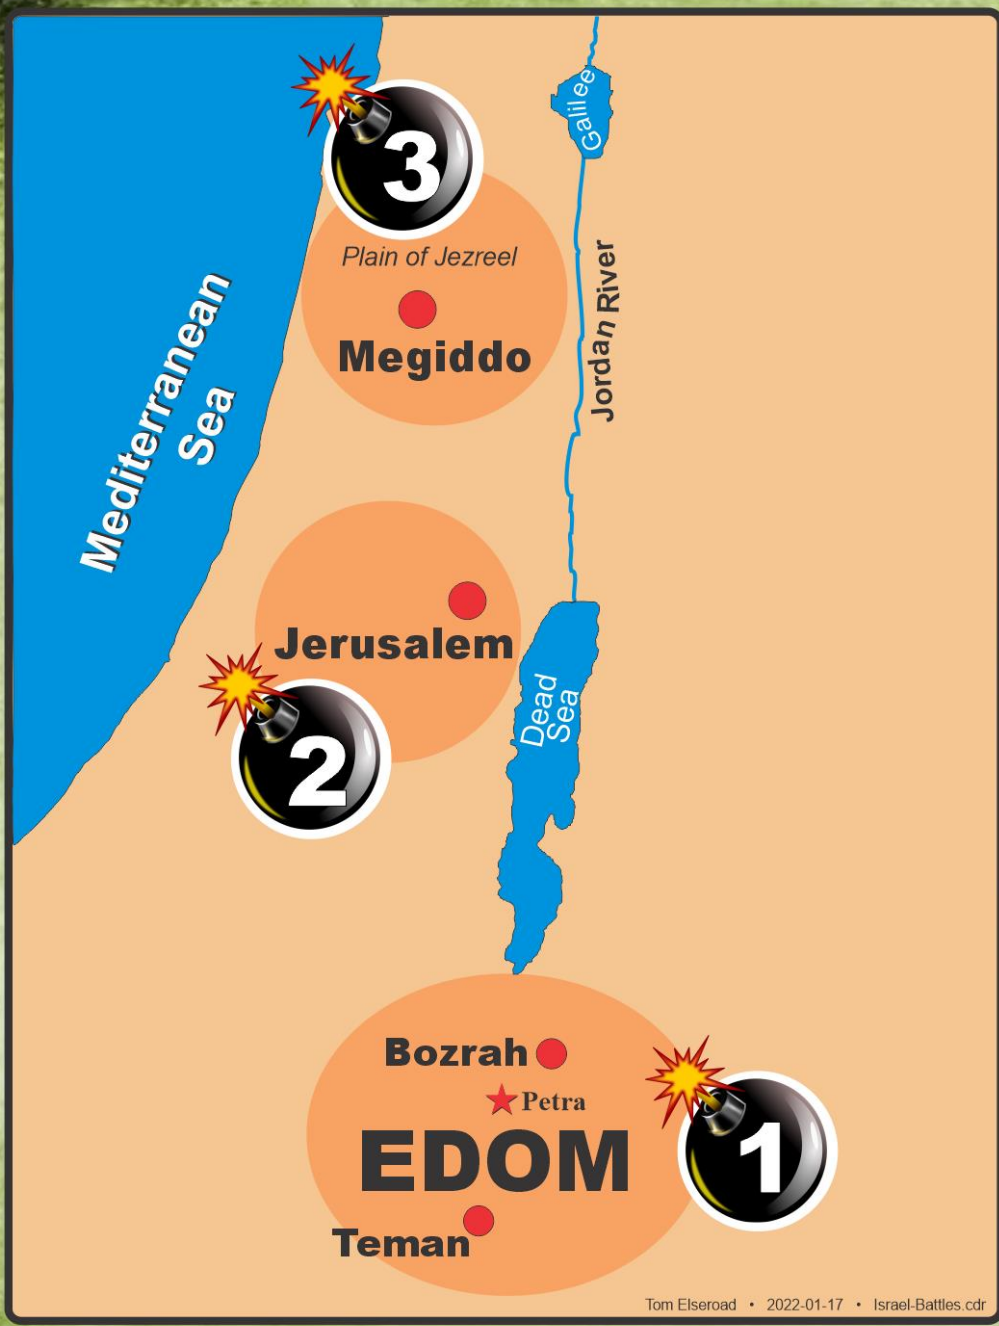 3
Galilee
Plain of Jezreel
Megiddo
Jordan River
Mediterranean
Sea
Jerusalem
2
Dead
Sea
Bozrah
Petra
EDOM
1
Teman
Tom Elseroad • 2022-01-17 • Israel-Battles.cdr